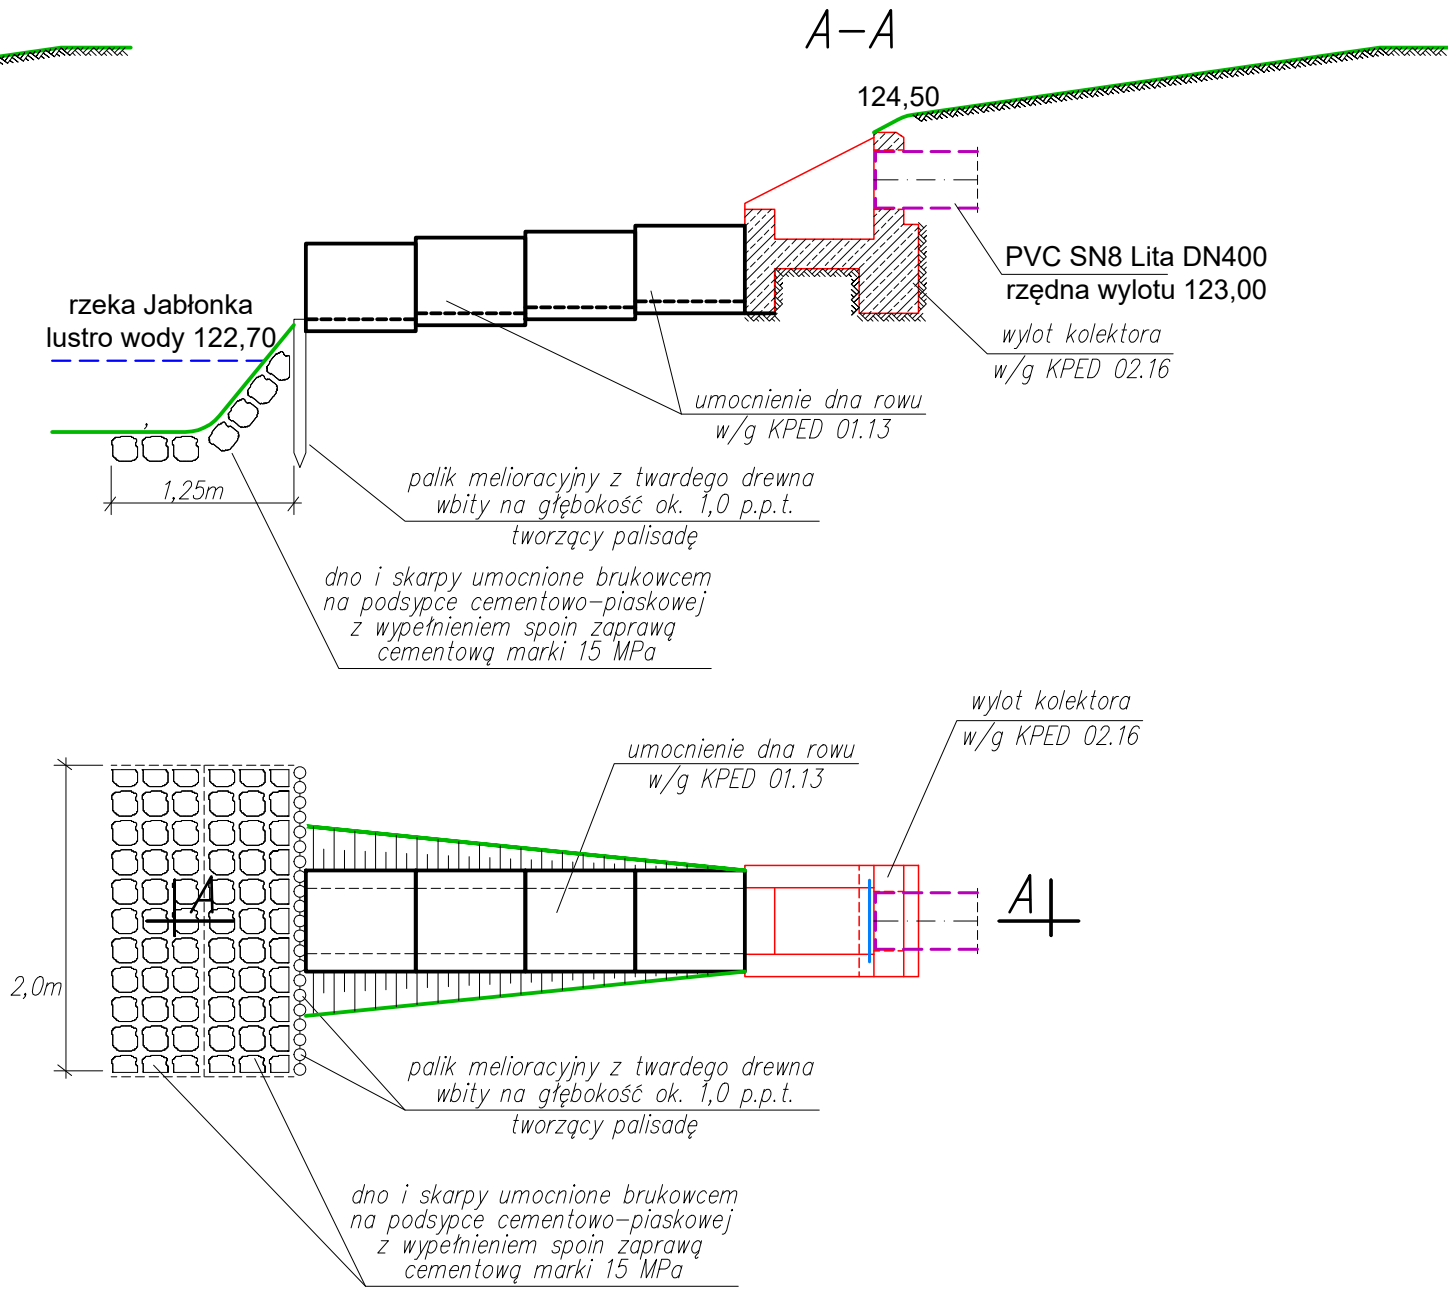 A-A
124,50
PVC SN8 Lita DN400
rzędna wylotu 123,00
rzeka Jabłonka
lustro wody 122,70
wylot kolektora
w/g KPED 02.16
umocnienie dna rowu
w/g KPED 01.13
1,25m
palik melioracyjny z twardego drewna
wbity na głębokość ok. 1,0 p.p.t.
tworzący palisadę
dno i skarpy umocnione brukowcem
na podsypce cementowo-piaskowej
z wypełnieniem spoin zaprawą
cementową marki 15 MPa
wylot kolektora
w/g KPED 02.16
umocnienie dna rowu
w/g KPED 01.13
A
A
2,0m
palik melioracyjny z twardego drewna
wbity na głębokość ok. 1,0 p.p.t.
tworzący palisadę
dno i skarpy umocnione brukowcem
na podsypce cementowo-piaskowej
z wypełnieniem spoin zaprawą
cementową marki 15 MPa